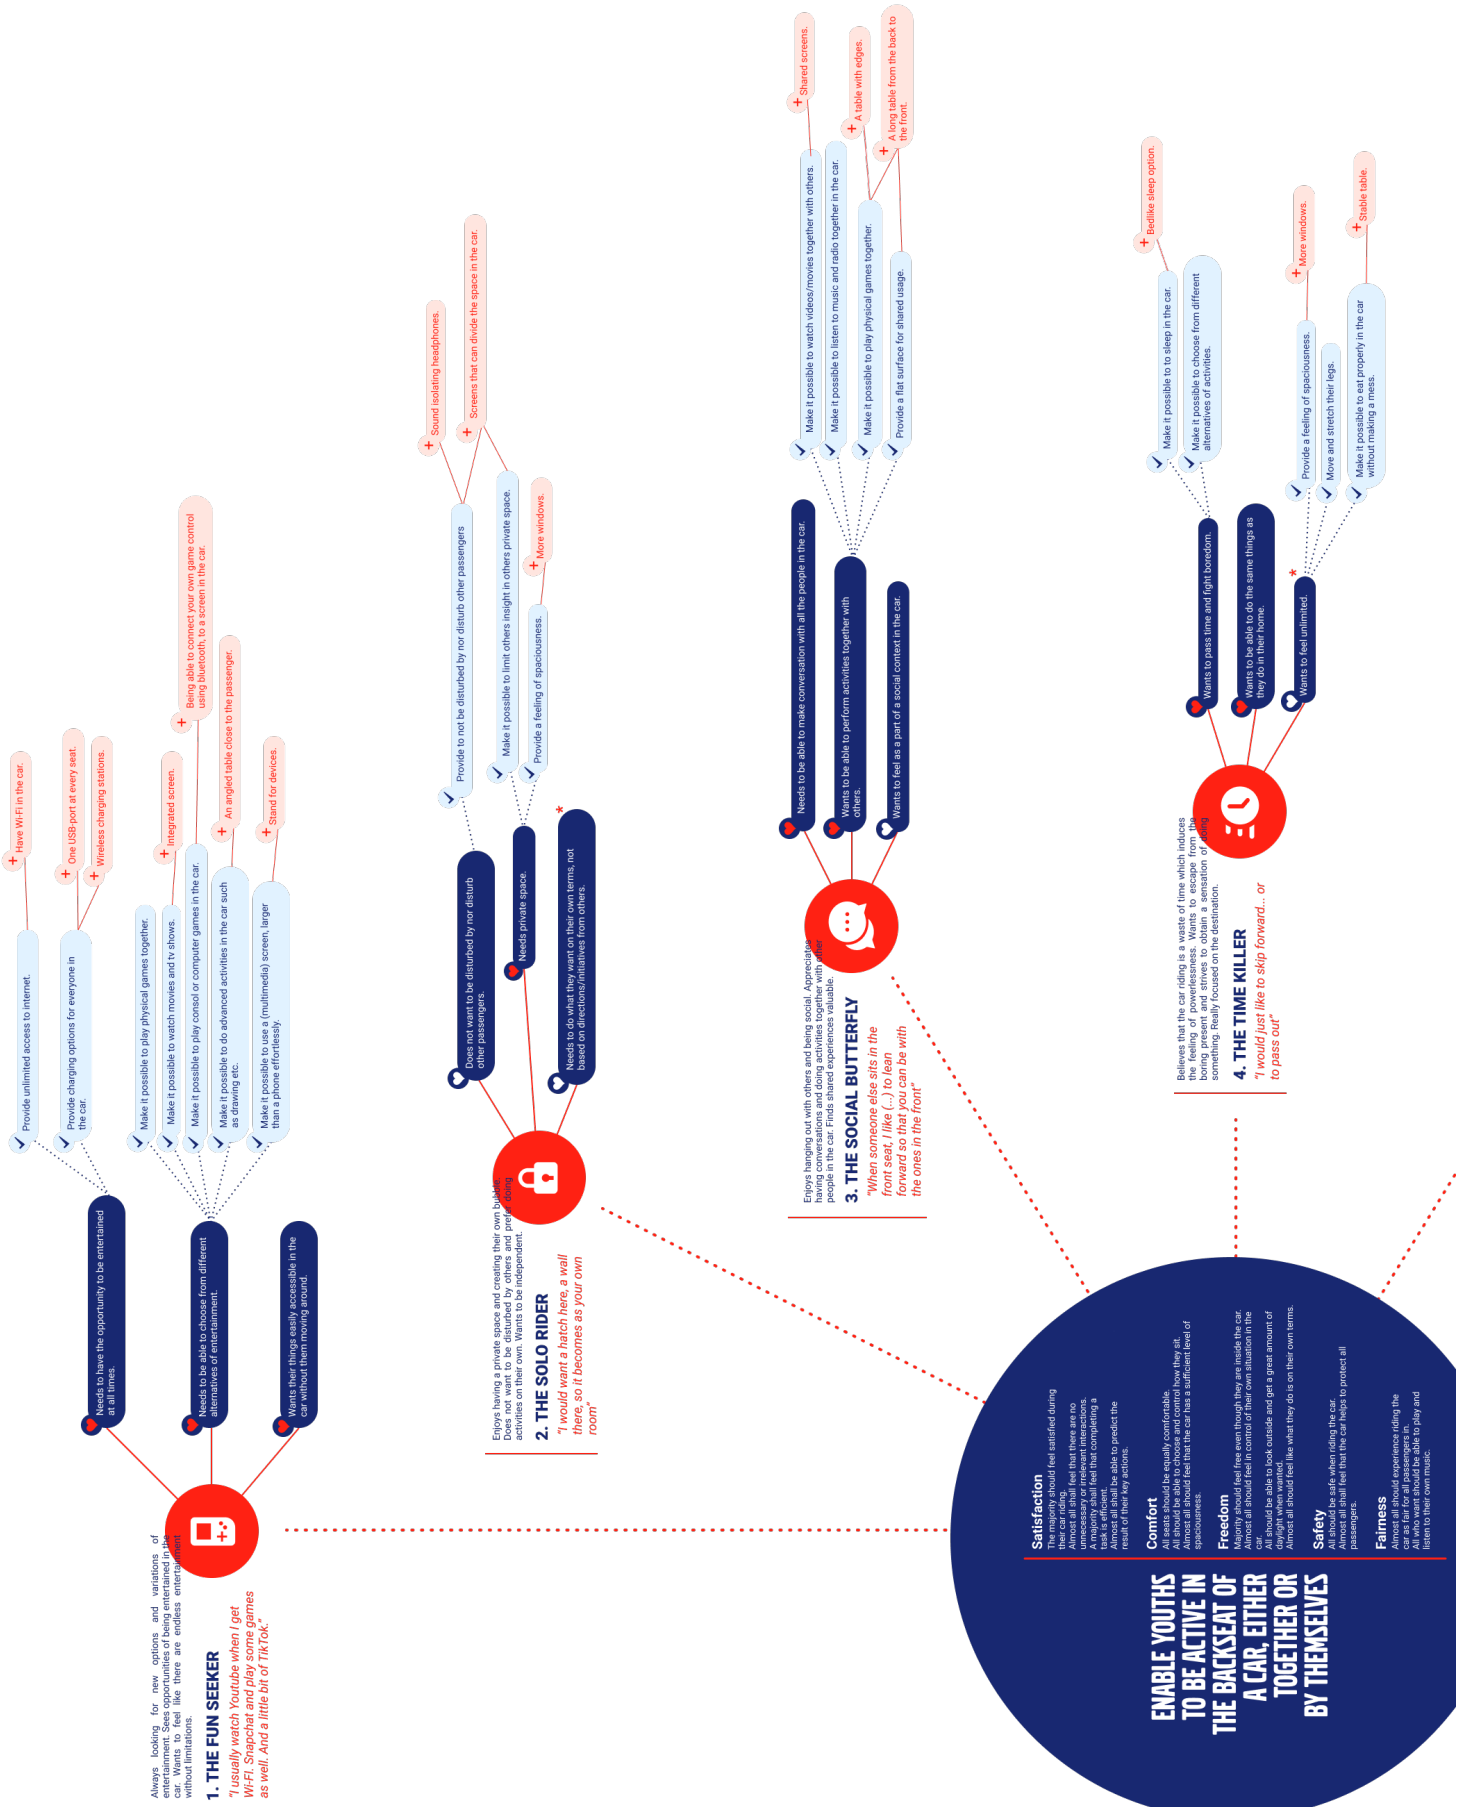 Always looking for new options and variations of
entertainment. Sees opportunities of being entertained in the
car. Wants to feel like there are endless entertainment
without limitations.
1. THE FUN SEEKER
"I usually watch Youtube when I get
Wi-FI. Snapchat and play some games
as well. And a little bit of TikTok."
Needs to have the opportunity to be entertained
at all times.
Provide unlimited access to internet.
Have Wi-Fi in the car.
Provide charging options for everyone in
the car.
One USB-port at every seat.
Wireless charging stations.
Needs to be able to choose from different
alternatives of entertainment.
Make it possible to play physical games together.
Make it possible to watch movies and tv shows.
Integrated screen.
Make it possible to play consol or computer games in the car.
Being able to connect your own game control
using bluetooth, to a screen in the car.
Make it possible to do advanced activities in the car such
as drawing etc.
An angled table close to the passenger.
Make it possible to use a (multimedia) screen, larger
than a phone effortlessly.
Stand for devices.
Wants their things easily accessible in the
car without them moving around.
Enjoys having a private space and creating their own bubble.
Does not want to be disturbed by others and prefer doing
activities on their own. Wants to be independent.
2. THE SOLO RIDER
"I would want a hatch here, a wall
there, so it becomes as your own
room"
Does not want to be disturbed by nor disturb
other passengers.
Provide to not be disturbed by nor disturb other passengers
Sound isolating headphones.
Screens that can divide the space in the car.
Needs private space.
Make it possible to limit others insight in others private space.
Provide a feeling of spaciousness.
More windows.
Needs to do what they want on their own terms, not
based on directions/initiatives from others.
*
Enjoys hanging out with others and being social. Appreciates
having conversations and doing activities together with other
people in the car. Finds shared experiences valuable.
3. THE SOCIAL BUTTERFLY
"When someone else sits in the
front seat, I like (...) to lean
forward so that you can be with
the ones in the front"
Needs to be able to make conversation with all the people in the car.
Wants to be able to perform activities together with
others.
Make it possible to watch videos/movies together with others.
Shared screens.
Make it possible to listen to music and radio together in the car.
Make it possible to play physical games together.
A table with edges.
Provide a flat surface for shared usage.
A long table from the back to
the front.
Wants to feel as a part of a social context in the car.
Believes that the car riding is a waste of time which induces
the feeling of powerlessness. Wants to escape from the
boring present and strives to obtain a sensation of doing
something. Really focused on the destination.
4. THE TIME KILLER
"I would just like to skip forward... or
to pass out"
Wants to pass time and fight boredom.
Make it possible to to sleep in the car.
Bedlike sleep option.
Make it possible to choose from different
alternatives of activities.
Wants to be able to do the same things as
they do in their home.
Wants to feel unlimited.
*
Provide a feeling of spaciousness.
More windows.
Move and stretch their legs.
Make it possible to eat properly in the car
without making a mess.
Stable table.
ENABLE YOUTHS
TO BE ACTIVE IN
THE BACKSEAT OF
A CAR, EITHER
TOGETHER OR
BY THEMSELVES
Satisfaction
The majority should feel satisfied during
their car riding.
Almost all shall feel that there are no
unnecessary or irrelevant interactions.
A majority shall feel that completing a
task is efficient.
Almost all shall be able to predict the
result of their key actions.
Comfort
All seats should be equally comfortable.
All should be able to choose and control how they sit.
Almost all should feel that the car has a sufficient level of
spaciousness.
Freedom
Majority should feel free even though they are inside the car.
Almost all should feel in control of their own situation in the
car.
All should be able to look outside and get a great amount of
daylight when wanted.
Almost all should feel like what they do is on their own terms.
Safety
All should be safe when riding the car.
Almost all shall feel that the car helps to protect all
passengers.
Fairness
Almost all should experience riding the
car as fair for all passengers in.
All who want should be able to play and
listen to their own music.